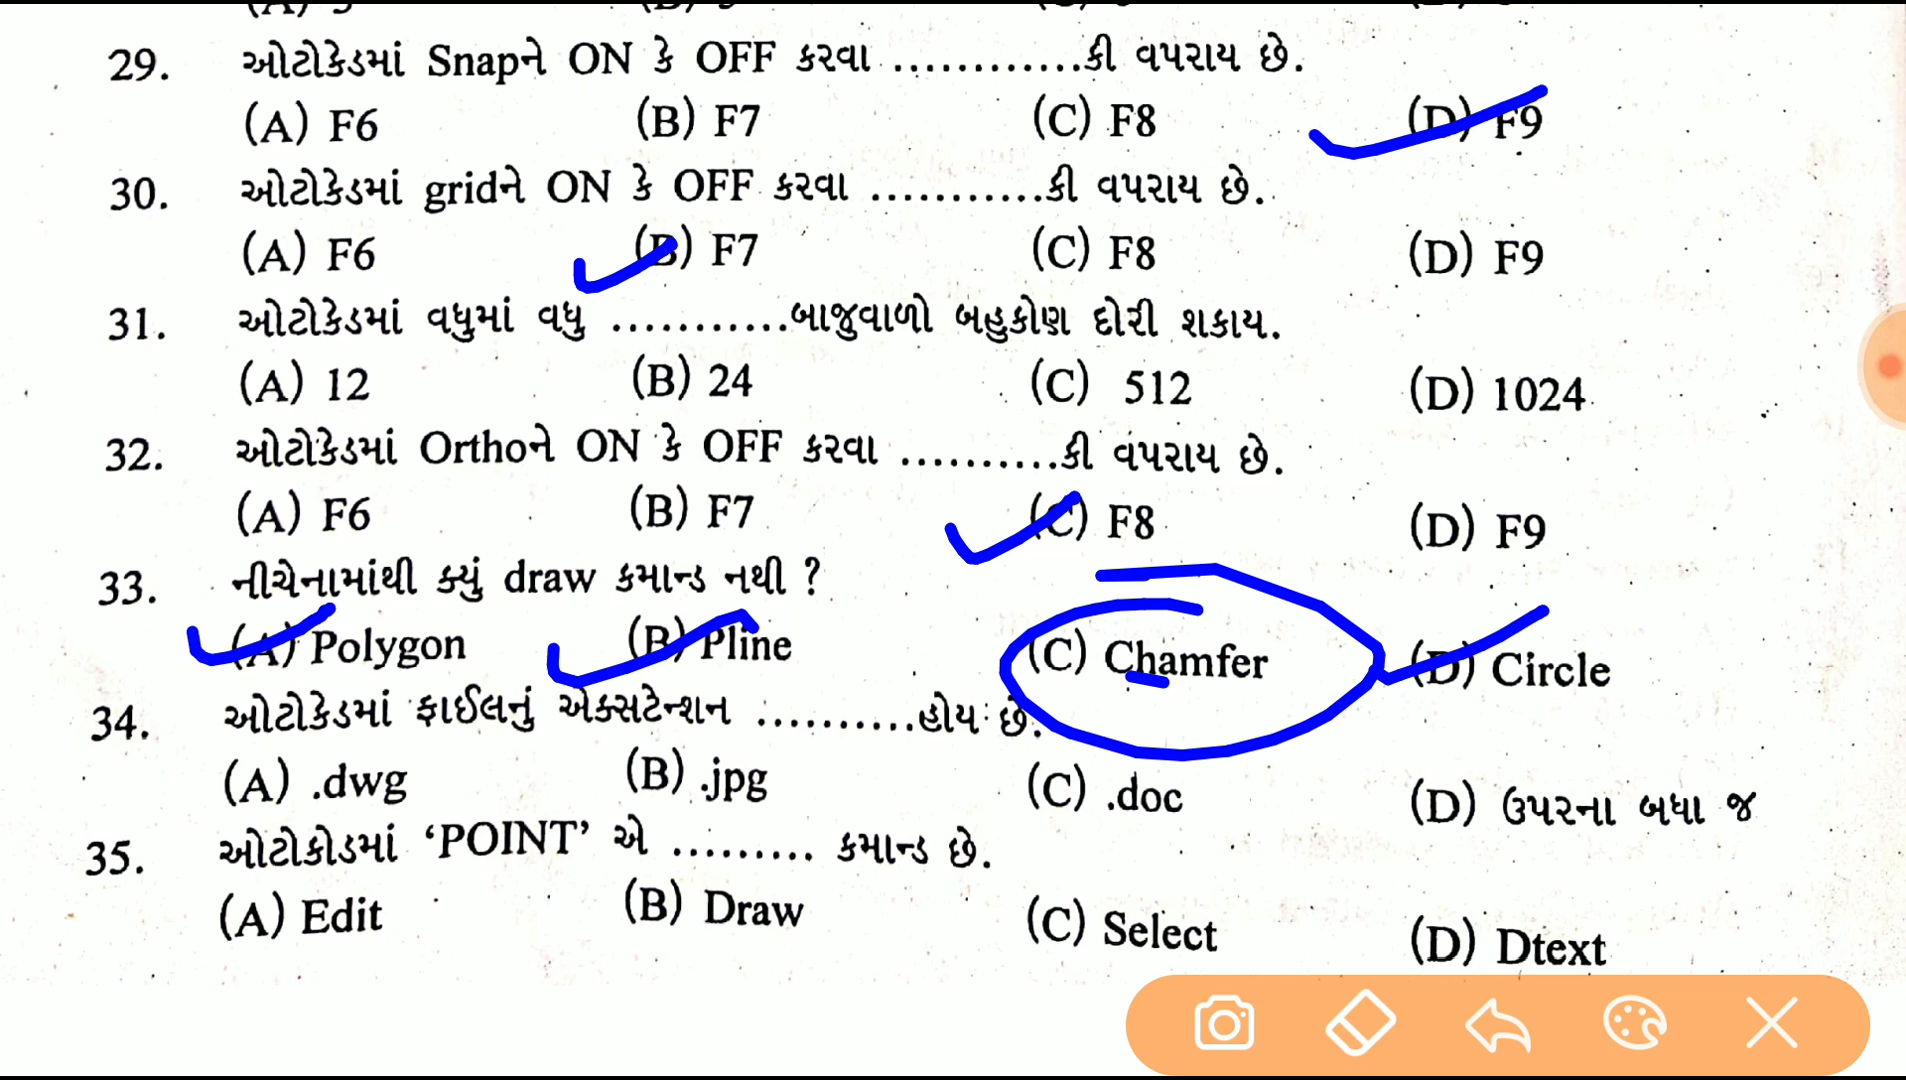 29. ઓટોકેડમાં Snapને ON કે OFF કરવા ............કી વપરાય છે.
(A) F6 (B) F7 (C) F8 (D) F9
30. ઓટોકેડમાં gridને ON કે OFF કરવા ...........કી વપરાય છે.
(A) F6 (B) F7 (C) F8 (D) F9
31. ઓટોકેડમાં વધુમાં વધુ ...........બાજુવાળો બહુકોણ દોરી શકાય.
(A) 12 (B) 24 (C) 512 (D) 1024
32. ઓટોકેડમાં Orthoને ON કે OFF કરવા ..........કી વપરાય છે.
(A) F6 (B) F7 (C) F8 (D) F9
33. નીચેનામાંથી ક્યું draw કમાન્ડ નથી ?
(A) Polygon (B) Pline (C) Chamfer (D) Circle
34. ઓટોકેડમાં ફાઈલનું એક્સટેન્શન ..........હોય છે.
(A) .dwg (B) .jpg (C) .doc (D) ઉપરના બધા જ
35. ઓટોકોડમાં ‘POINT’ એ ......... કમાન્ડ છે.
(A) Edit (B) Draw (C) Select (D) Dtext